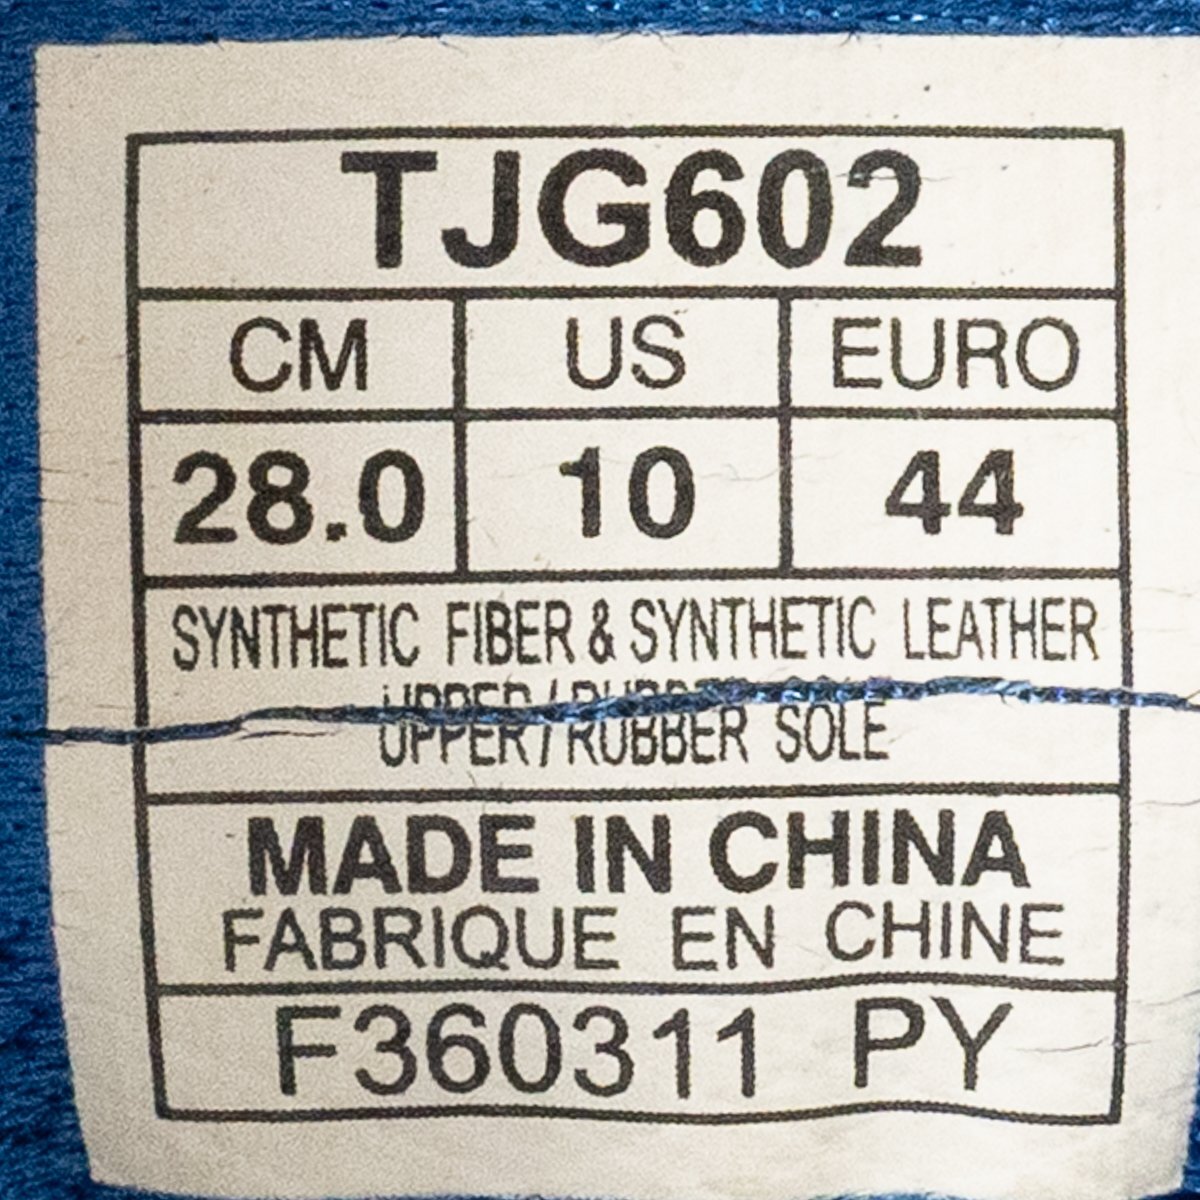 TJG602
CM US EURO
28.0 10 44
SYNTHETIC FIBER & SYNTHETIC LEATHER
UPPER / RUBBER SOLE
MADE IN CHINA
FABRIQUE EN CHINE
F360311 PY